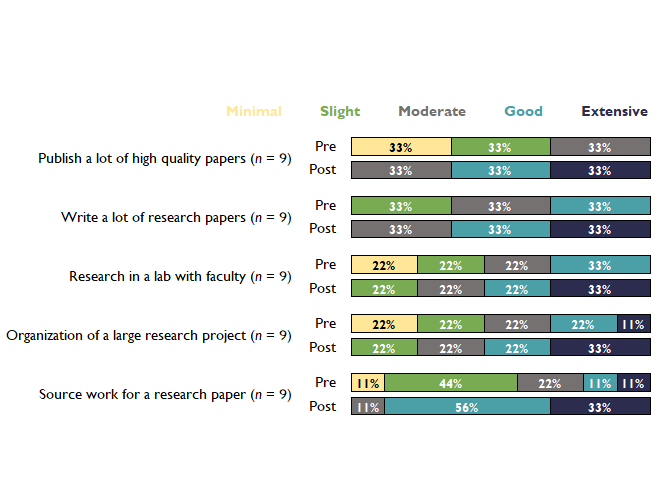 Minimal Slight Moderate Good Extensive
Publish a lot of high quality papers (n = 9)
Pre 33% 33% 33%
Post 33% 33% 33%
Write a lot of research papers (n = 9)
Pre 33% 33% 33%
Post 33% 33% 33%
Research in a lab with faculty (n = 9)
Pre 22% 22% 22% 33%
Post 22% 22% 22% 33%
Organization of a large research project (n = 9)
Pre 22% 22% 22% 22% 11%
Post 22% 22% 22% 33%
Source work for a research paper (n = 9)
Pre 11% 44% 22% 11% 11%
Post 11% 56% 33%